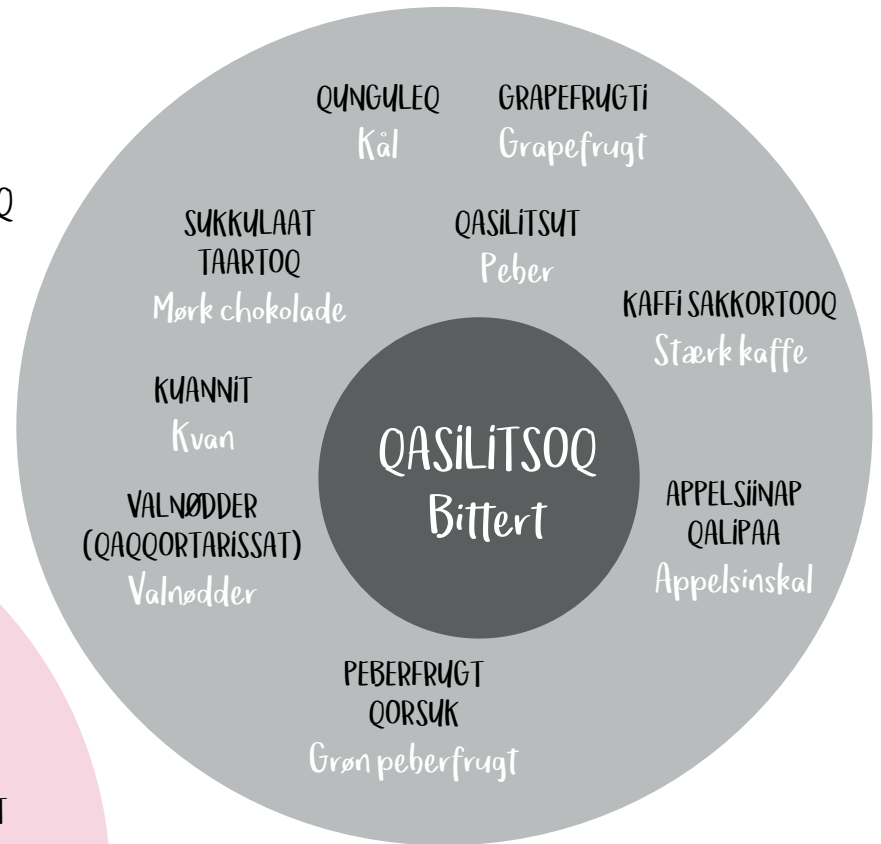 QUNGULEQ
Kål
GRAPEFRUGTI
Grapefrugt
SUKKULAAT
TAARTOQ
Mørk chokolade
QASILITSUT
Peber
KAFFI SAKKORTOOQ
Stærk kaffe
KUANNIT
Kvan
QASILITSOQ
Bittert
APPELSIINAP
QALIPAA
Appelsinskal
VALNØDDER
(QAQQORTARISSAT)
Valnødder
PEBERFRUGT
QORSUK
Grøn peberfrugt